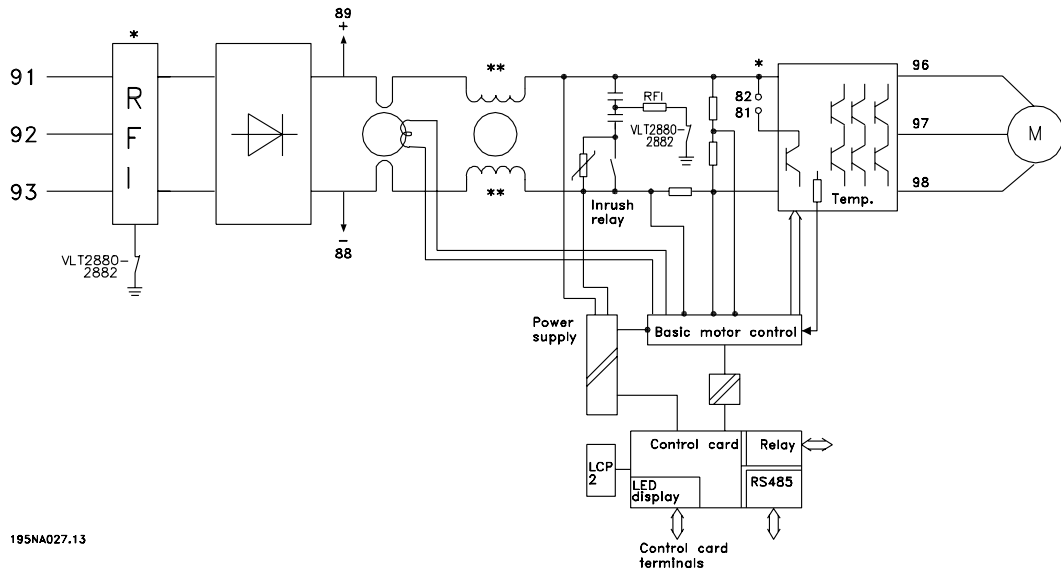 *
89
+
91
R
F
I
92
93
VLT2880-
2882
−
88
**
**
RFI
VLT2880-
2882
Inrush
relay
*
82
81
96
97
98
M
Temp.
Power
supply
Basic motor control
Control card
Relay
LCP
2
LED
display
RS485
Control card
terminals
195NA027.13